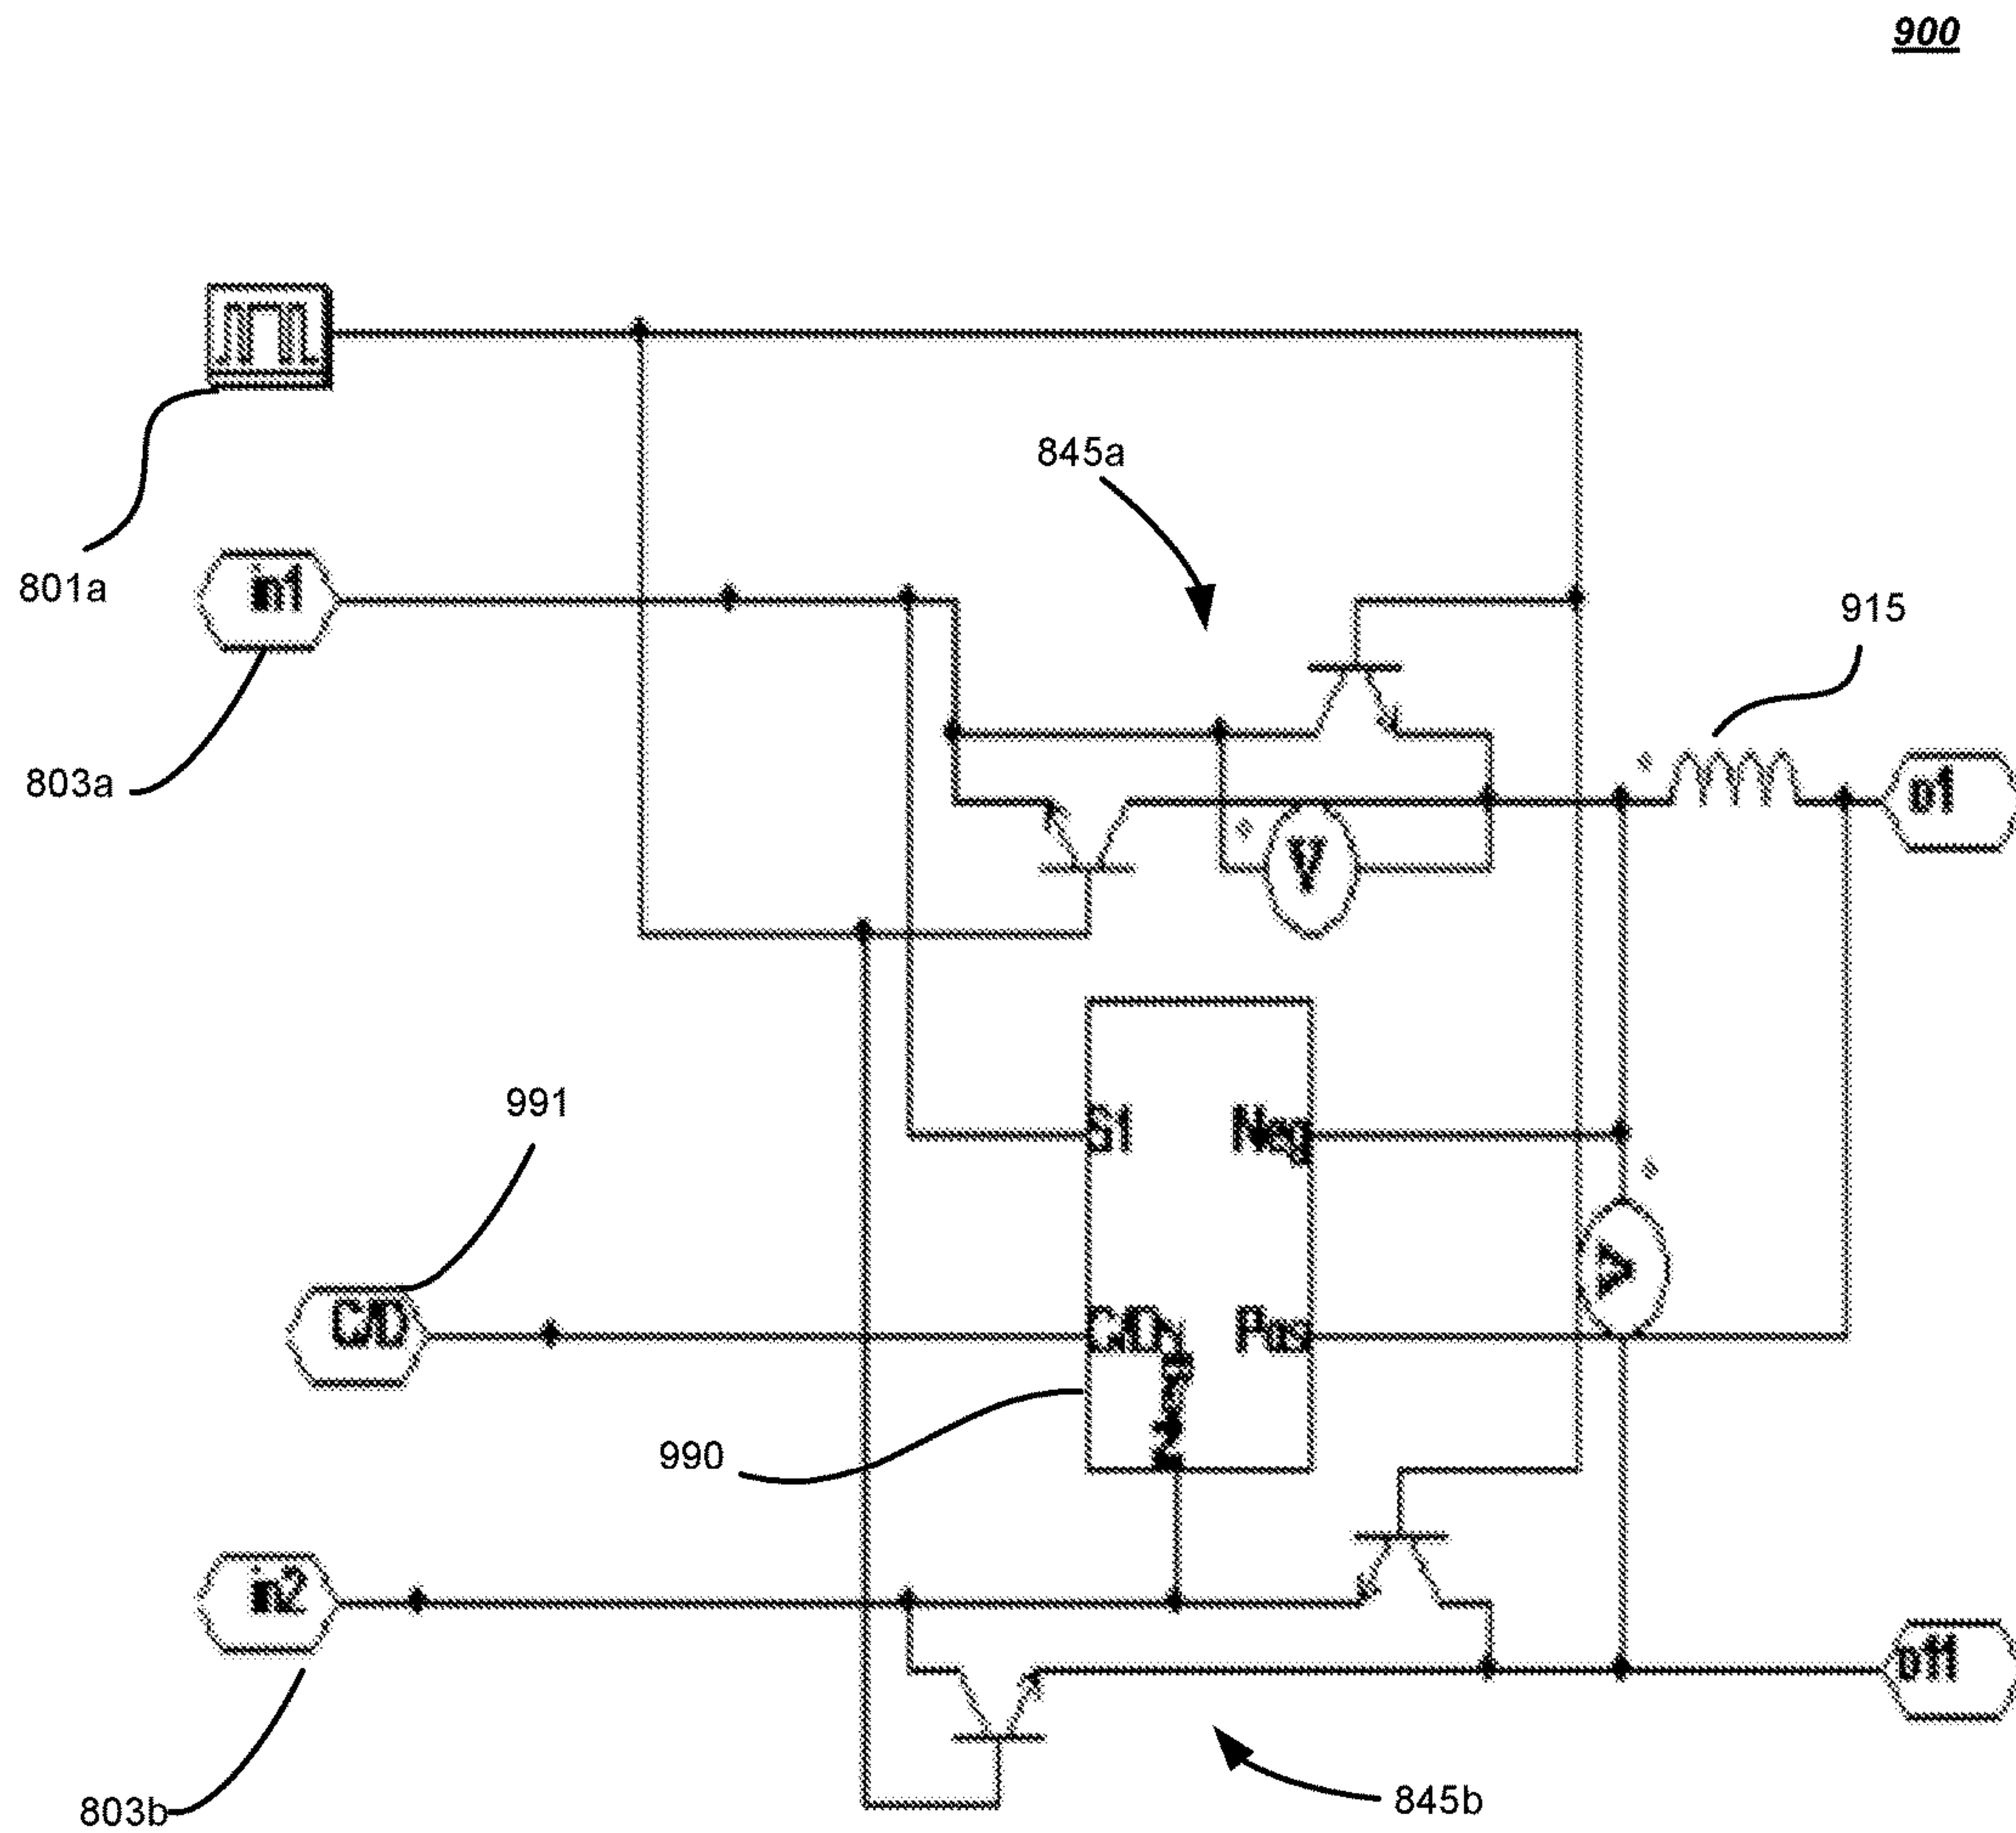 900
845a
801a
in1
915
803a
o1
V
991
S1
Neg
C/D
C/D
Pos
V
990
in2
o11
845b
803b